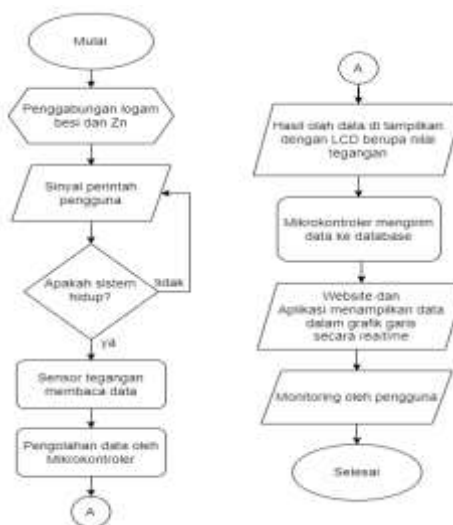 Mulai
Penggabungan logam
besi dan Zn
Sinyal perintah
pengguna
Apakah sistem
hidup?
tidak
ya
Sensor tegangan
membaca data
Pengolahan data oleh
Mikrokontroler
A
A
Hasil olah data di tampilkan
dengan LCD berupa nilai
tegangan
Mikrokontroler mengirim
data ke database
Website dan
Aplikasi menampilkan data
dalam grafik garis
secara realtime
Monitoring oleh pengguna
Selesai